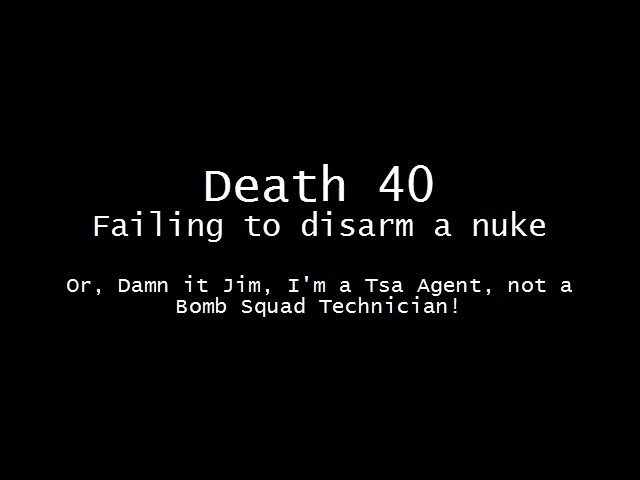 Death 40
Failing to disarm a nuke
Or, Damn it Jim, I'm a Tsa Agent, not a
Bomb Squad Technician!